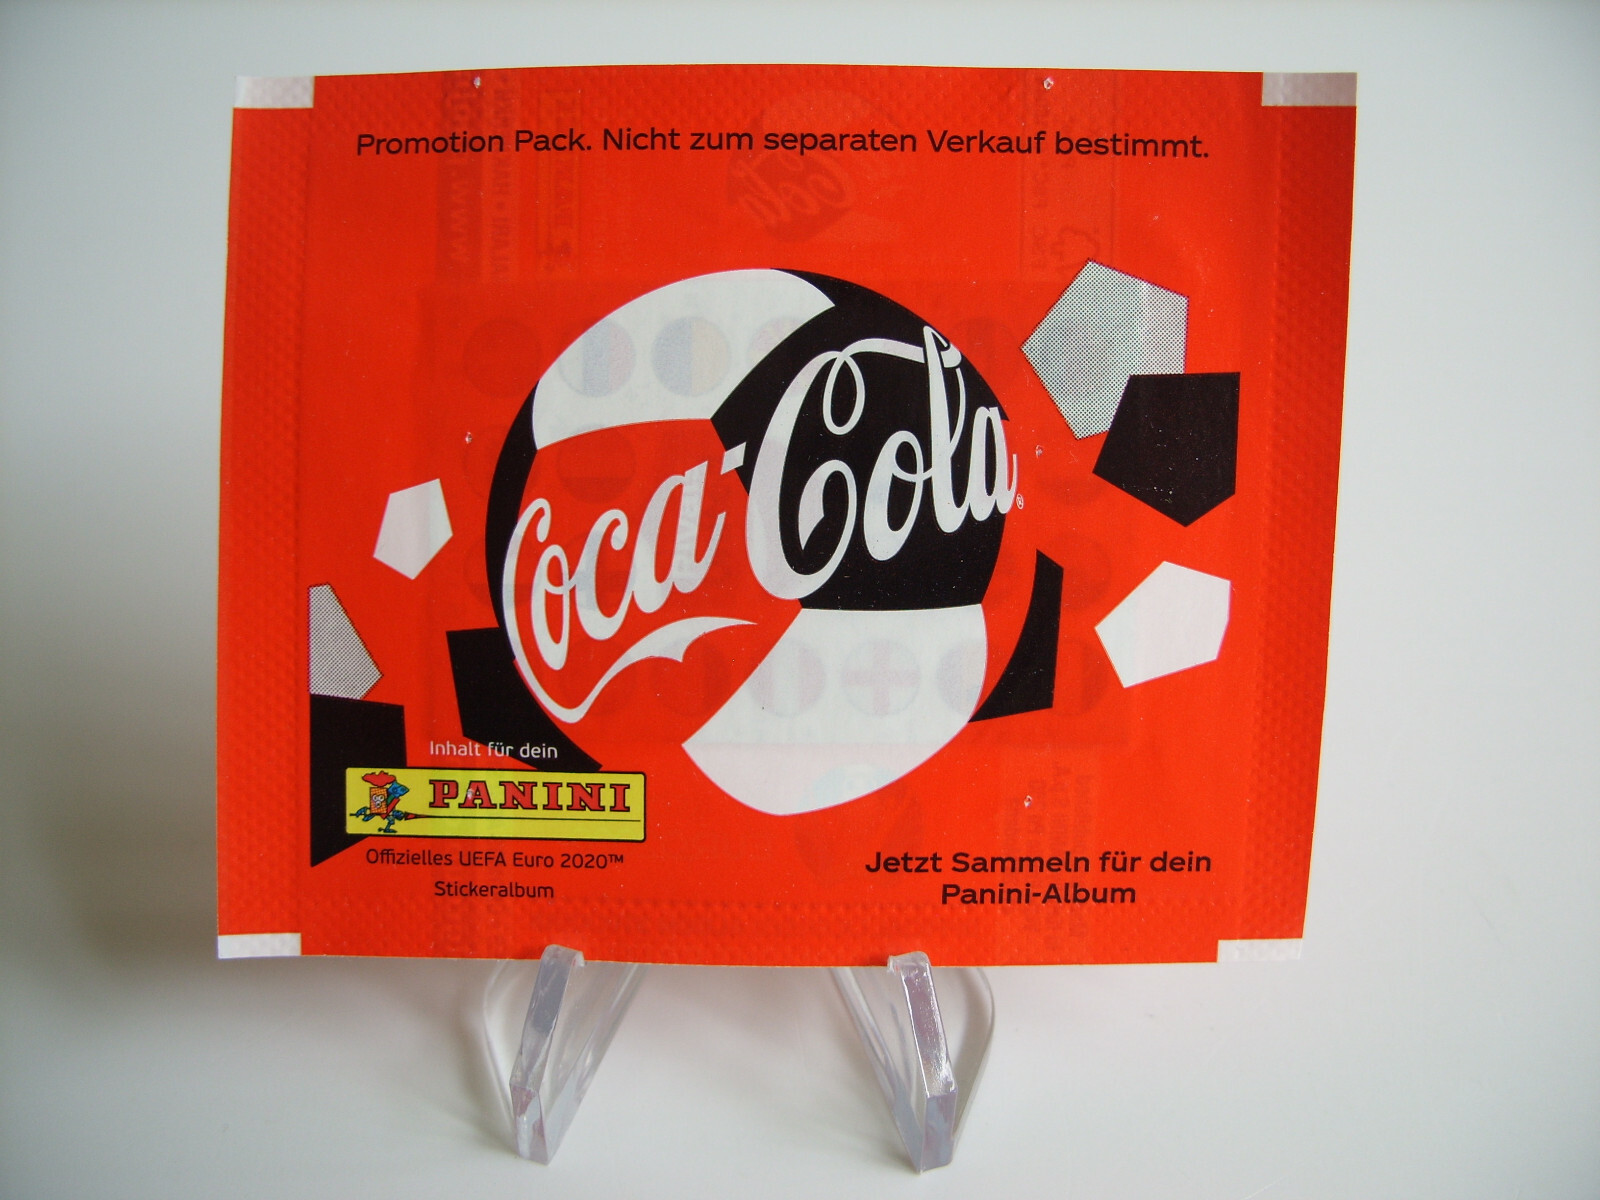 Promotion Pack. Nicht zum separaten Verkauf bestimmt.
Coca-Cola®
Inhalt für dein
PANINI
Offizielles UEFA Euro 2020™
Stickeralbum
Jetzt Sammeln für dein
Panini-Album